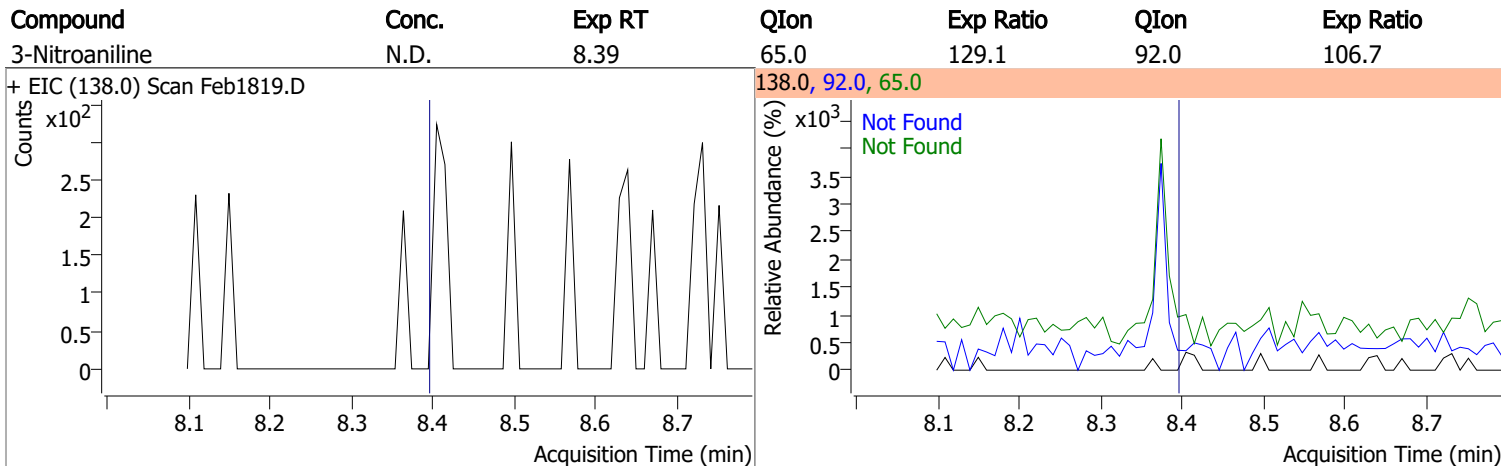 Compound Conc. Exp RT QIon Exp Ratio QIon Exp Ratio
3-Nitroaniline N.D. 8.39 65.0 129.1 92.0 106.7
+ EIC (138.0) Scan Feb1819.D
Counts
x10²
2.5
2
1.5
1
0.5
0
8.1 8.2 8.3 8.4 8.5 8.6 8.7
Acquisition Time (min)
138.0, 92.0, 65.0
Relative Abundance (%)
x10³
Not Found
Not Found
3.5
3
2.5
2
1.5
1
0.5
0
8.1 8.2 8.3 8.4 8.5 8.6 8.7
Acquisition Time (min)